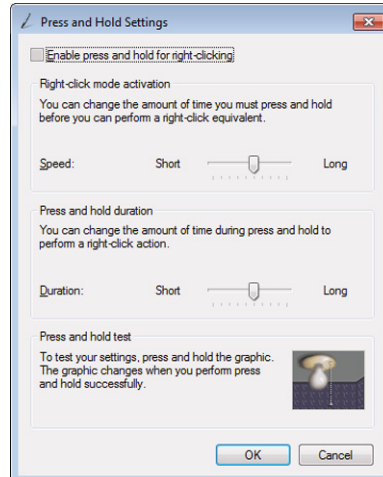 Press and Hold Settings
Enable press and hold for right-clicking
Right-click mode activation
You can change the amount of time you must press and hold
before you can perform a right-click equivalent.
Speed: Short Long
Press and hold duration
You can change the amount of time during press and hold to
perform a right-click action.
Duration: Short Long
Press and hold test
To test your settings, press and hold the graphic.
The graphic changes when you perform press
and hold successfully.
OK Cancel